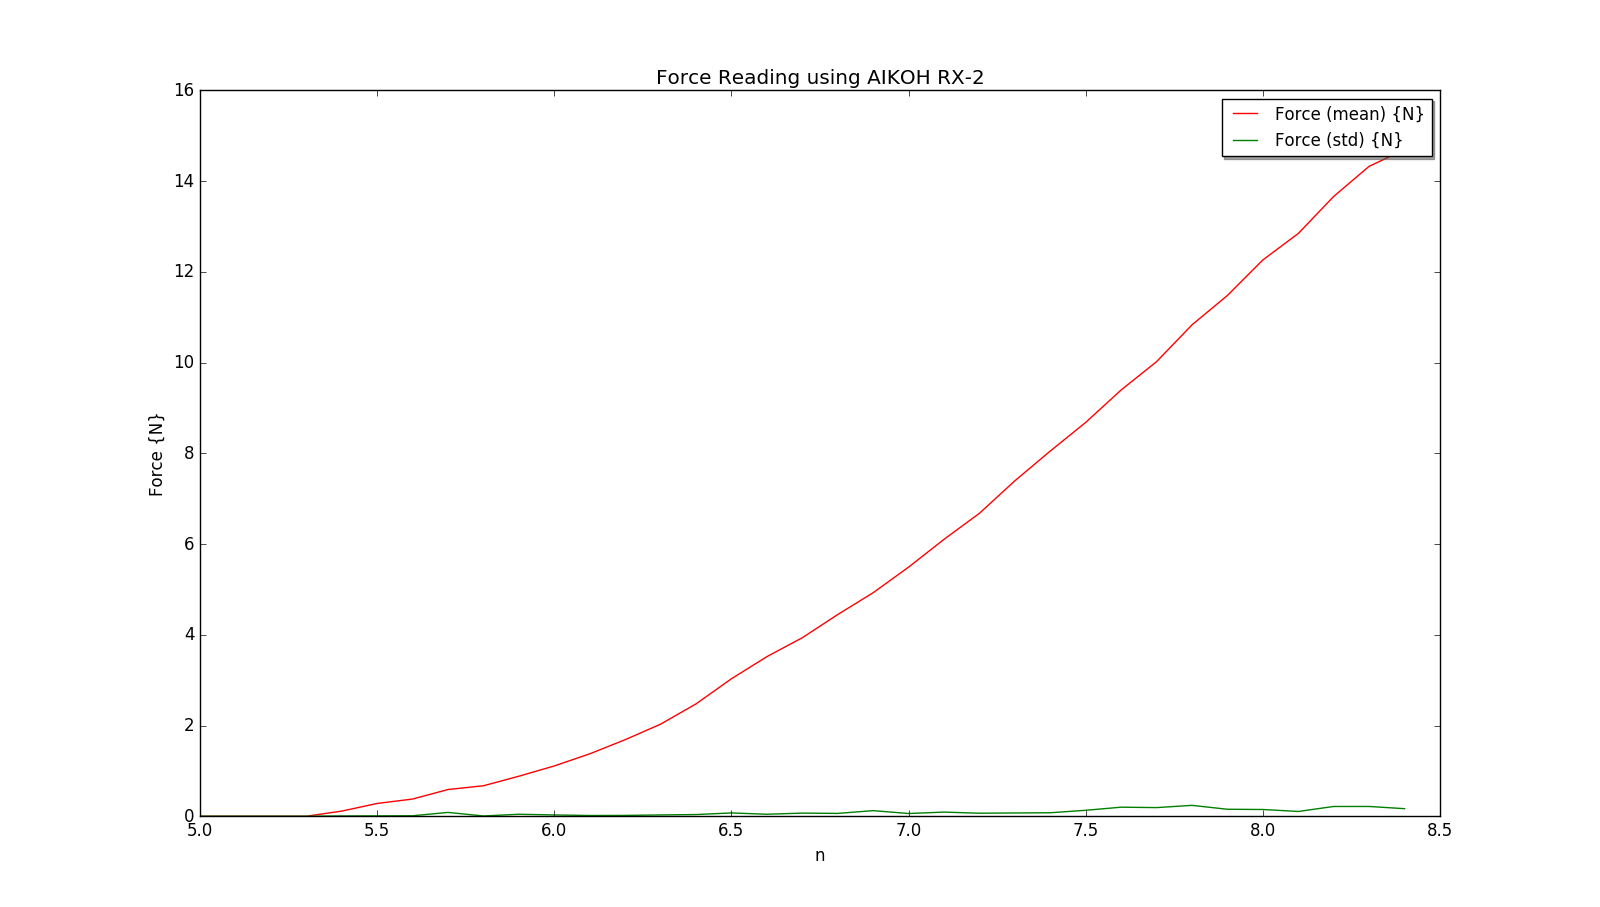 Force Reading using AIKOH RX-2
16
14
12
10
8
6
4
2
0
Force {N}
Force (mean) {N}
Force (std) {N}
5.0 5.5 6.0 6.5 7.0 7.5 8.0 8.5
n